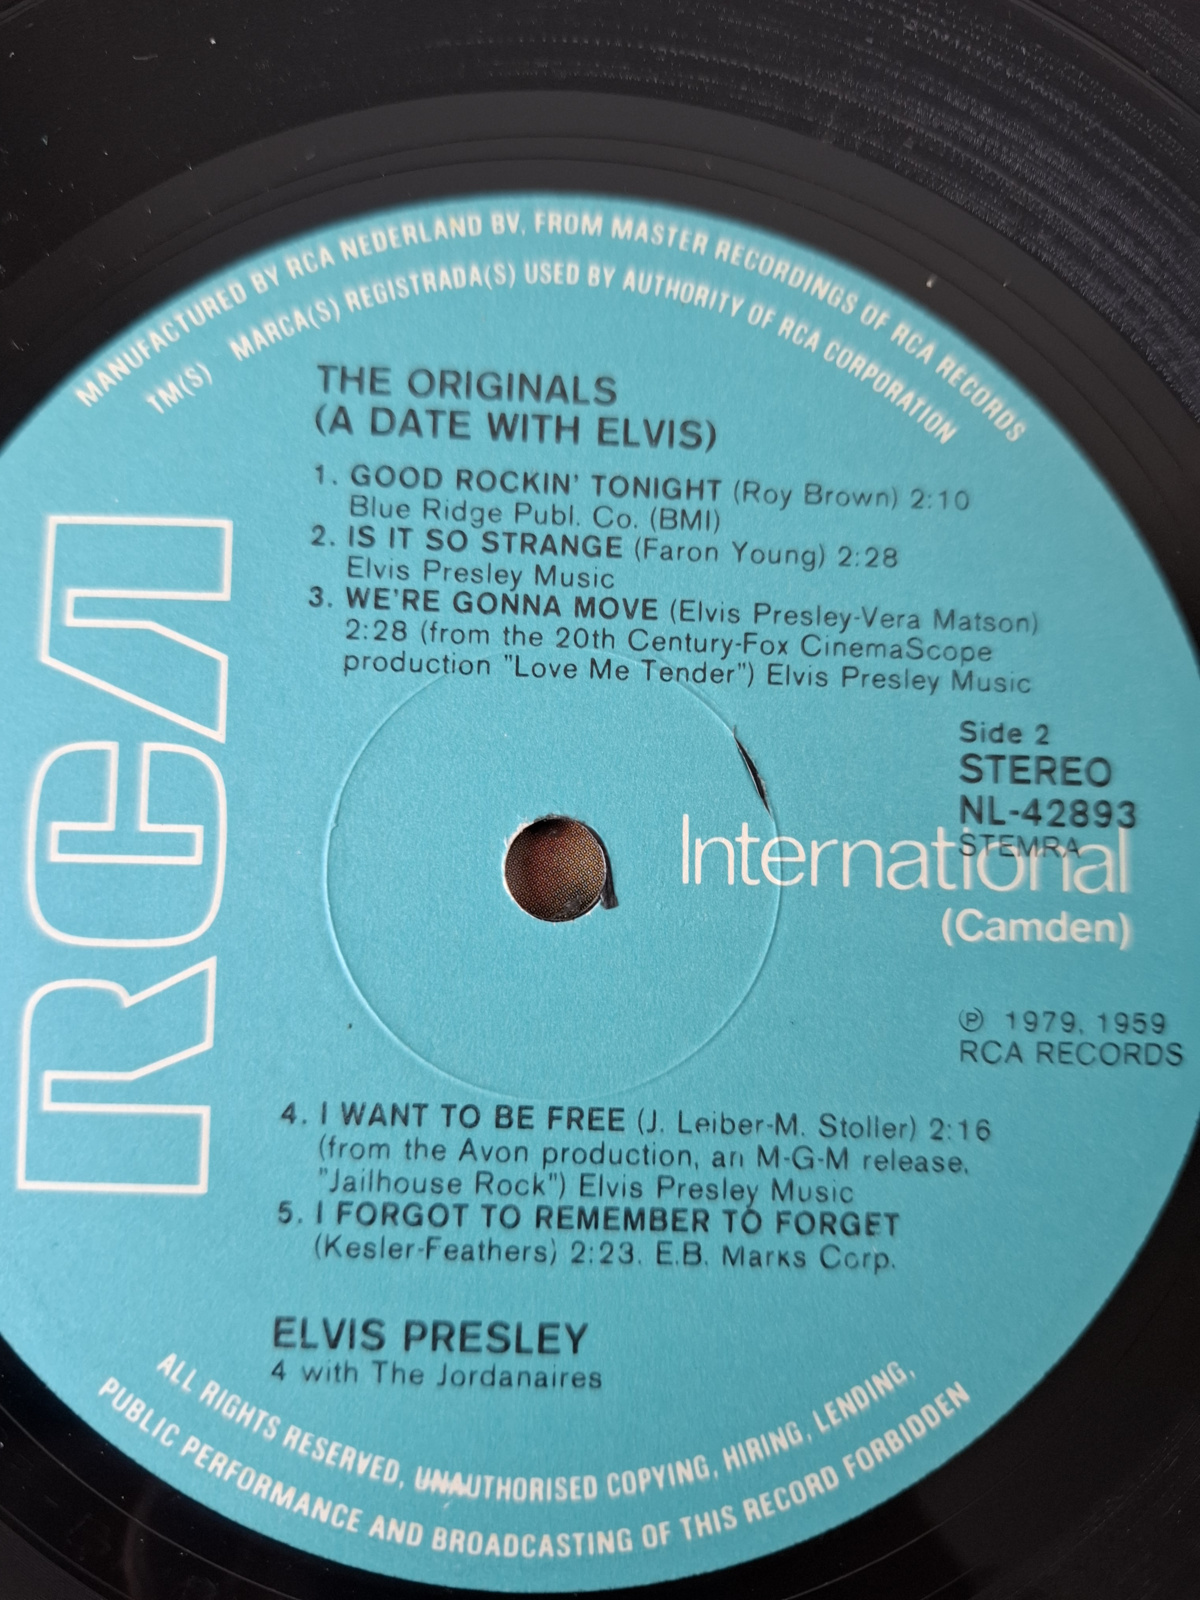 MANUFACTURED BY RCA NEDERLAND BV, FROM MASTER RECORDINGS OF RCA RECORDS
TM(S) MARCA(S) REGISTRADA(S) USED BY AUTHORITY OF RCA CORPORATION
THE ORIGINALS
(A DATE WITH ELVIS)
1. GOOD ROCKIN' TONIGHT (Roy Brown) 2:10
Blue Ridge Publ. Co. (BMI)
2. IS IT SO STRANGE (Faron Young) 2:28
Elvis Presley Music
3. WE'RE GONNA MOVE (Elvis Presley-Vera Matson)
2:28 (from the 20th Century-Fox CinemaScope
production "Love Me Tender") Elvis Presley Music
RCA
Side 2
STEREO
NL-42893
STEMRA
International
(Camden)
℗ 1979, 1959
RCA RECORDS
4. I WANT TO BE FREE (J. Leiber-M. Stoller) 2:16
(from the Avon production, an M-G-M release,
"Jailhouse Rock") Elvis Presley Music
5. I FORGOT TO REMEMBER TO FORGET
(Kesler-Feathers) 2:23. E.B. Marks Corp.
ELVIS PRESLEY
4 with The Jordanaires
ALL RIGHTS RESERVED, UNAUTHORISED COPYING, HIRING, LENDING,
PUBLIC PERFORMANCE AND BROADCASTING OF THIS RECORD FORBIDDEN